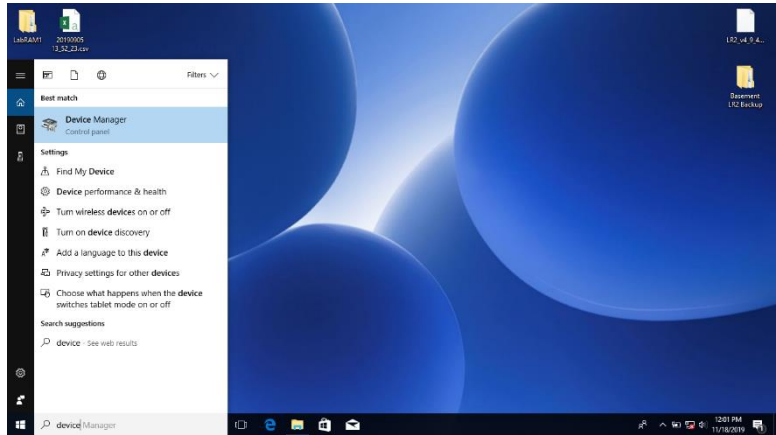 LabRAM1
20190905
13_52_23.csv
LR2_v4_9_4...
Basement
LR2 Backup
Filters
Best match
Device Manager
Control panel
Settings
Find My Device
Device performance & health
Turn wireless devices on or off
Turn on device discovery
Add a language to this device
Privacy settings for other devices
Choose what happens when the device
switches tablet mode on or off
Search suggestions
device - See web results
device Manager
12:01 PM
11/18/2019